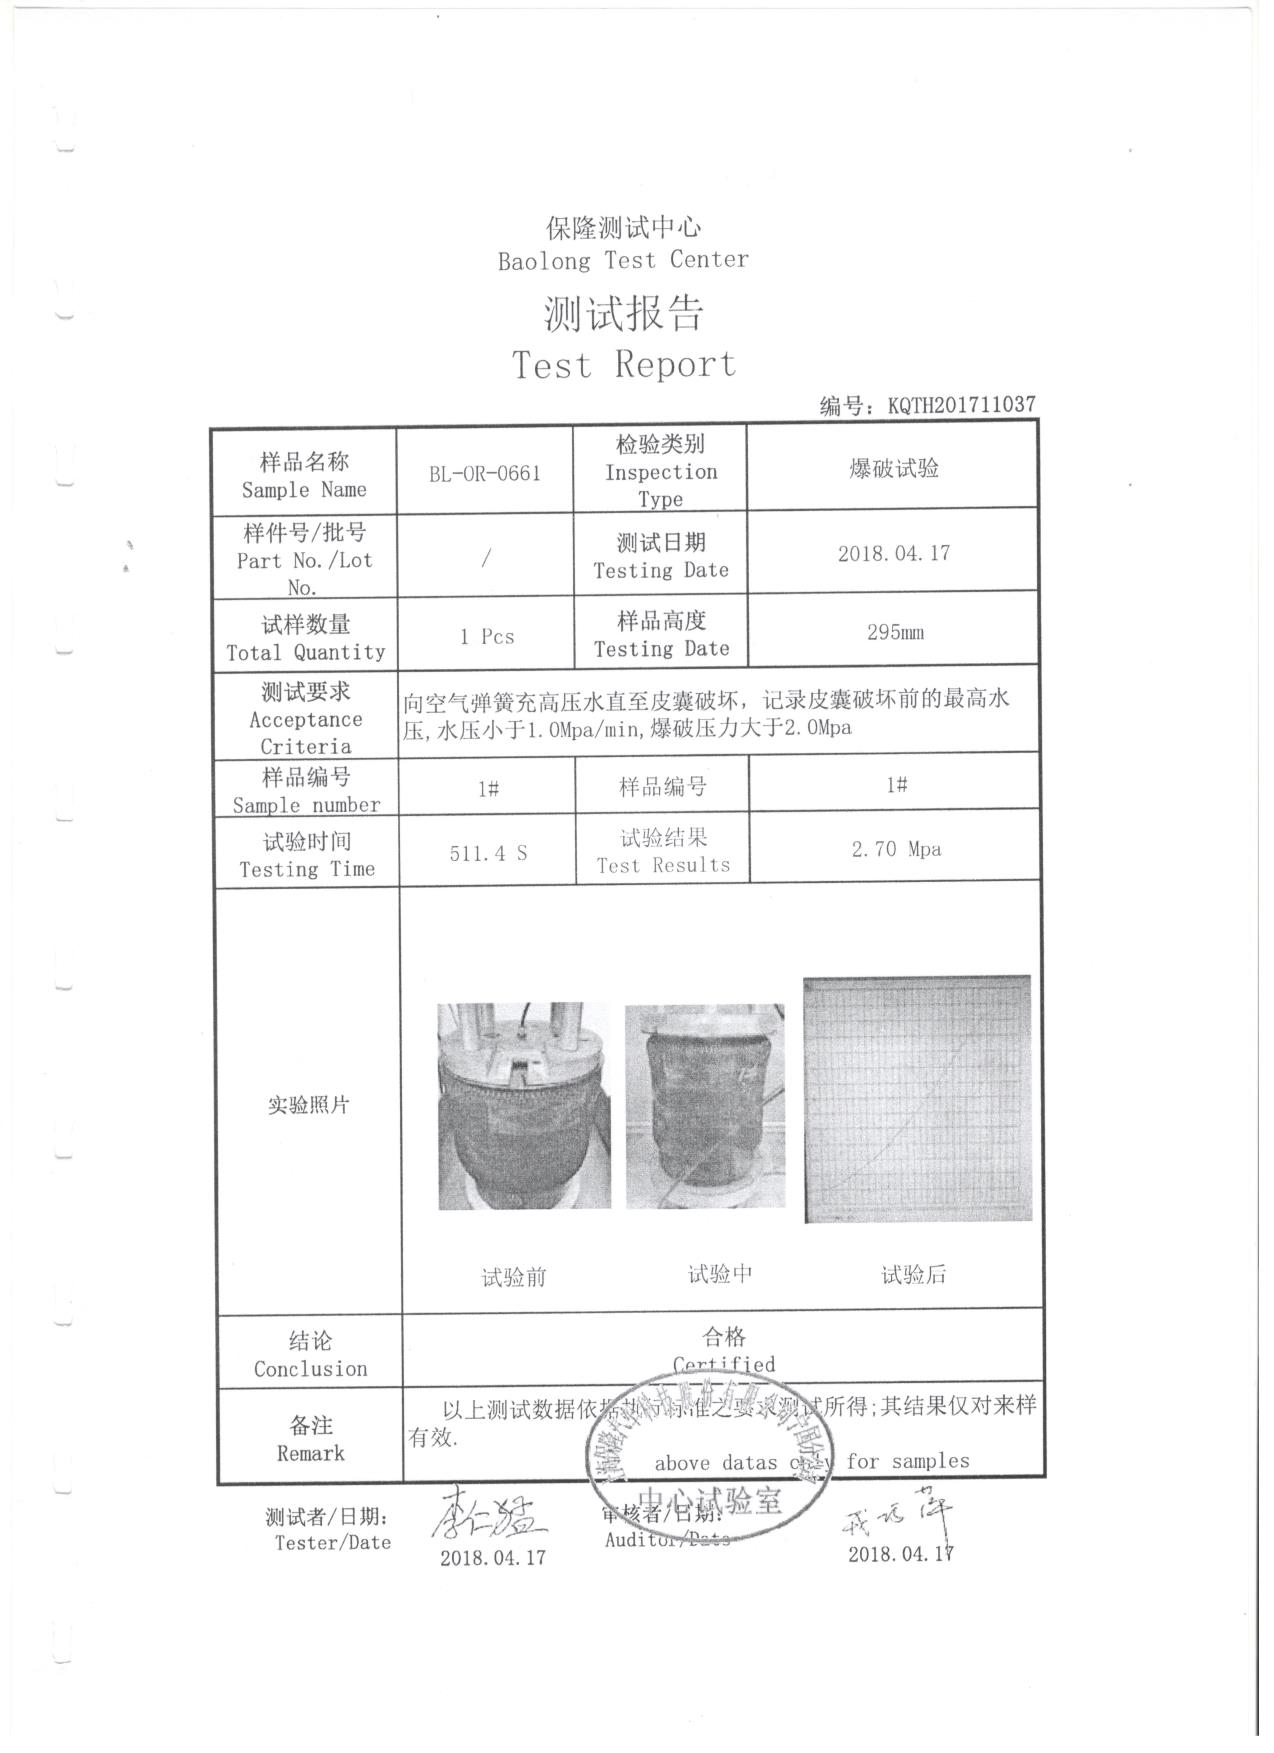 保隆测试中心
Baolong Test Center
测试报告
Test Report
编号：KQTH201711037
样品名称
Sample Name
BL-OR-0661
检验类别
Inspection
Type
爆破试验
样件号/批号
Part No./Lot
No.
/
测试日期
Testing Date
2018.04.17
试样数量
Total Quantity
1 Pcs
样品高度
Testing Date
295mm
测试要求
Acceptance
Criteria
向空气弹簧充高压水直至皮囊破坏，记录皮囊破坏前的最高水
压,水压小于1.0Mpa/min,爆破压力大于2.0Mpa
样品编号
Sample number
1#
样品编号
1#
试验时间
Testing Time
511.4 S
试验结果
Test Results
2.70 Mpa
实验照片
试验前
试验中
试验后
结论
Conclusion
合格
Certified
备注
Remark
以上测试数据依据执行标准之要求测试所得;其结果仅对来样
有效.
above datas only for samples
中心试验室
测试者/日期:
Tester/Date
李仁猛
2018.04.17
审核者/日期:
Auditor/Date
2018.04.17